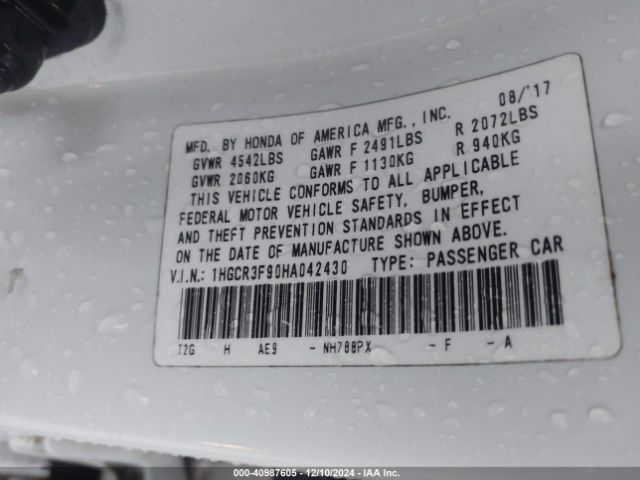 MFD. BY HONDA OF AMERICA MFG., INC. 08/'17
GVWR 4542LBS GAWR F 2491LBS R 2072LBS
GVWR 2060KG GAWR F 1130KG R 940KG
THIS VEHICLE CONFORMS TO ALL APPLICABLE
FEDERAL MOTOR VEHICLE SAFETY, BUMPER,
AND THEFT PREVENTION STANDARDS IN EFFECT
ON THE DATE OF MANUFACTURE SHOWN ABOVE.
V.I.N.: 1HGCR3F90HA042430 TYPE: PASSENGER CAR
T2G H AE9 - NH788PX - F - A
000-40987605 - 12/10/2024 - IAA Inc.